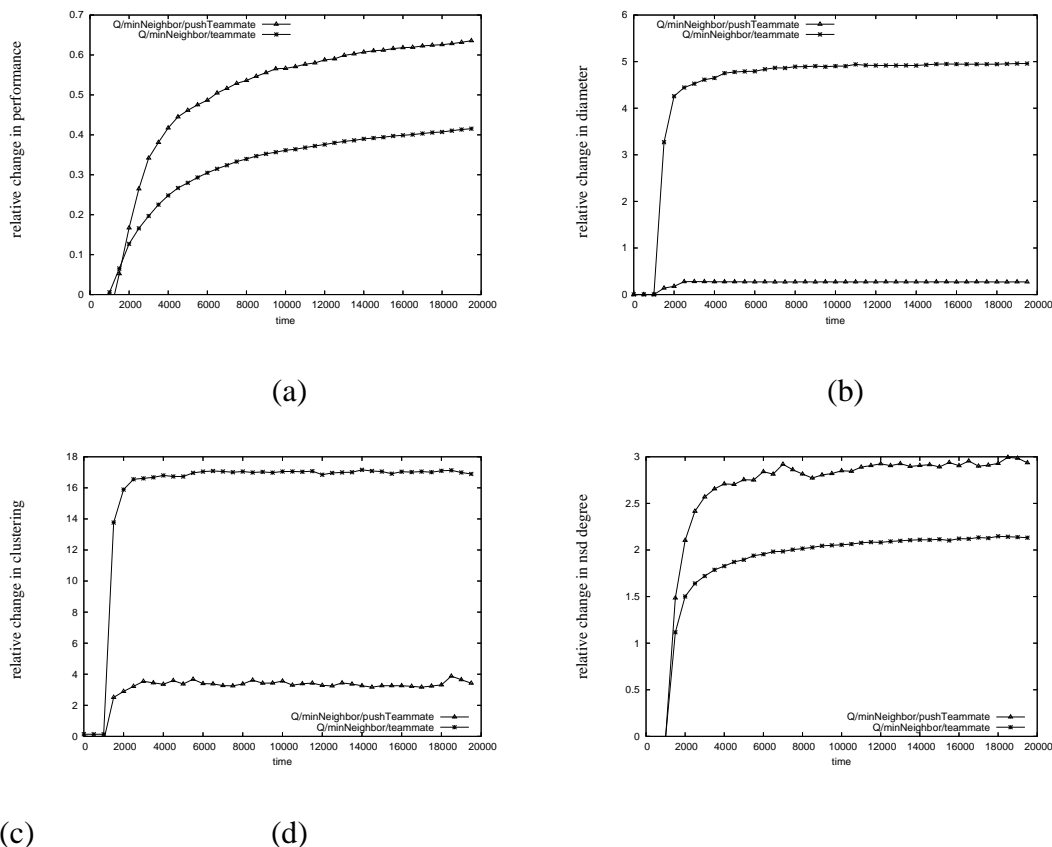 0.7
0.6
0.5
0.4
0.3
0.2
0.1
0
relative change in performance
Q/minNeighbor/pushTeammate
Q/minNeighbor/teammate
0 2000 4000 6000 8000 10000 12000 14000 16000 18000 20000
time
(a)
6
5
4
3
2
1
0
relative change in diameter
Q/minNeighbor/pushTeammate
Q/minNeighbor/teammate
0 2000 4000 6000 8000 10000 12000 14000 16000 18000 20000
time
(b)
18
16
14
12
10
8
6
4
2
0
relative change in clustering
Q/minNeighbor/pushTeammate
Q/minNeighbor/teammate
0 2000 4000 6000 8000 10000 12000 14000 16000 18000 20000
time
3
2.5
2
1.5
1
0.5
0
relative change in nsd degree
Q/minNeighbor/pushTeammate
Q/minNeighbor/teammate
0 2000 4000 6000 8000 10000 12000 14000 16000 18000 20000
time
(c) (d)